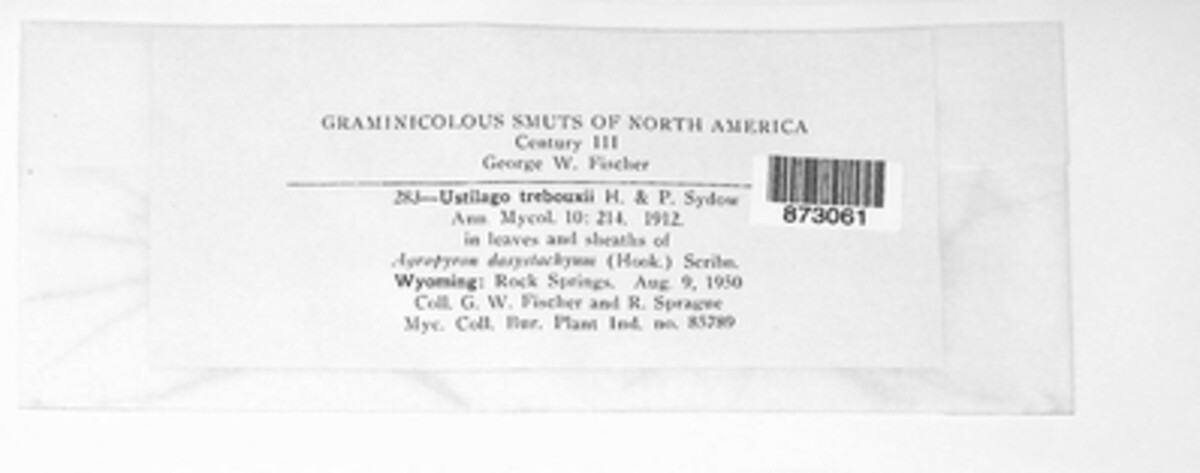 GRAMINICOLOUS SMUTS OF NORTH AMERICA
Century III
George W. Fischer
283—Ustilago trebouxii H. & P. Sydow
Ann. Mycol. 10: 214. 1912.
in leaves and sheaths of
Agropyron dasystachyum (Hook.) Scribn.
Wyoming: Rock Springs. Aug. 9, 1950
Coll. G. W. Fischer and R. Sprague
Myc. Coll. Bur. Plant Ind. no. 85789
873061